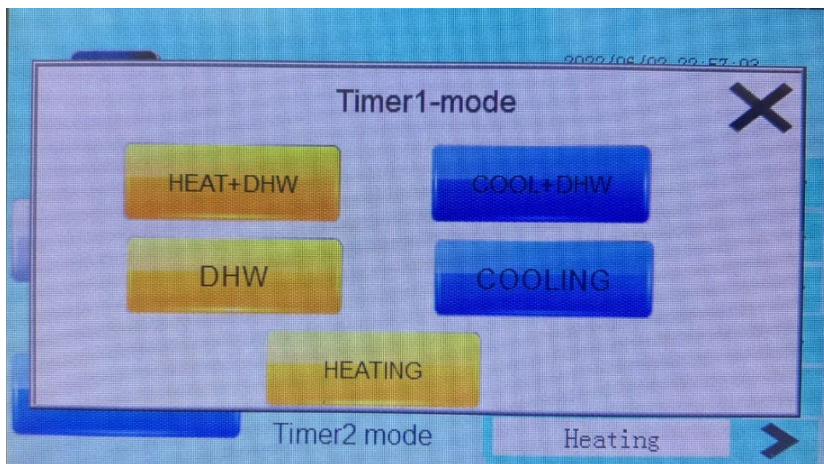 Timer1-mode
HEAT+DHW
COOL+DHW
DHW
COOLING
HEATING
Timer2 mode
Heating